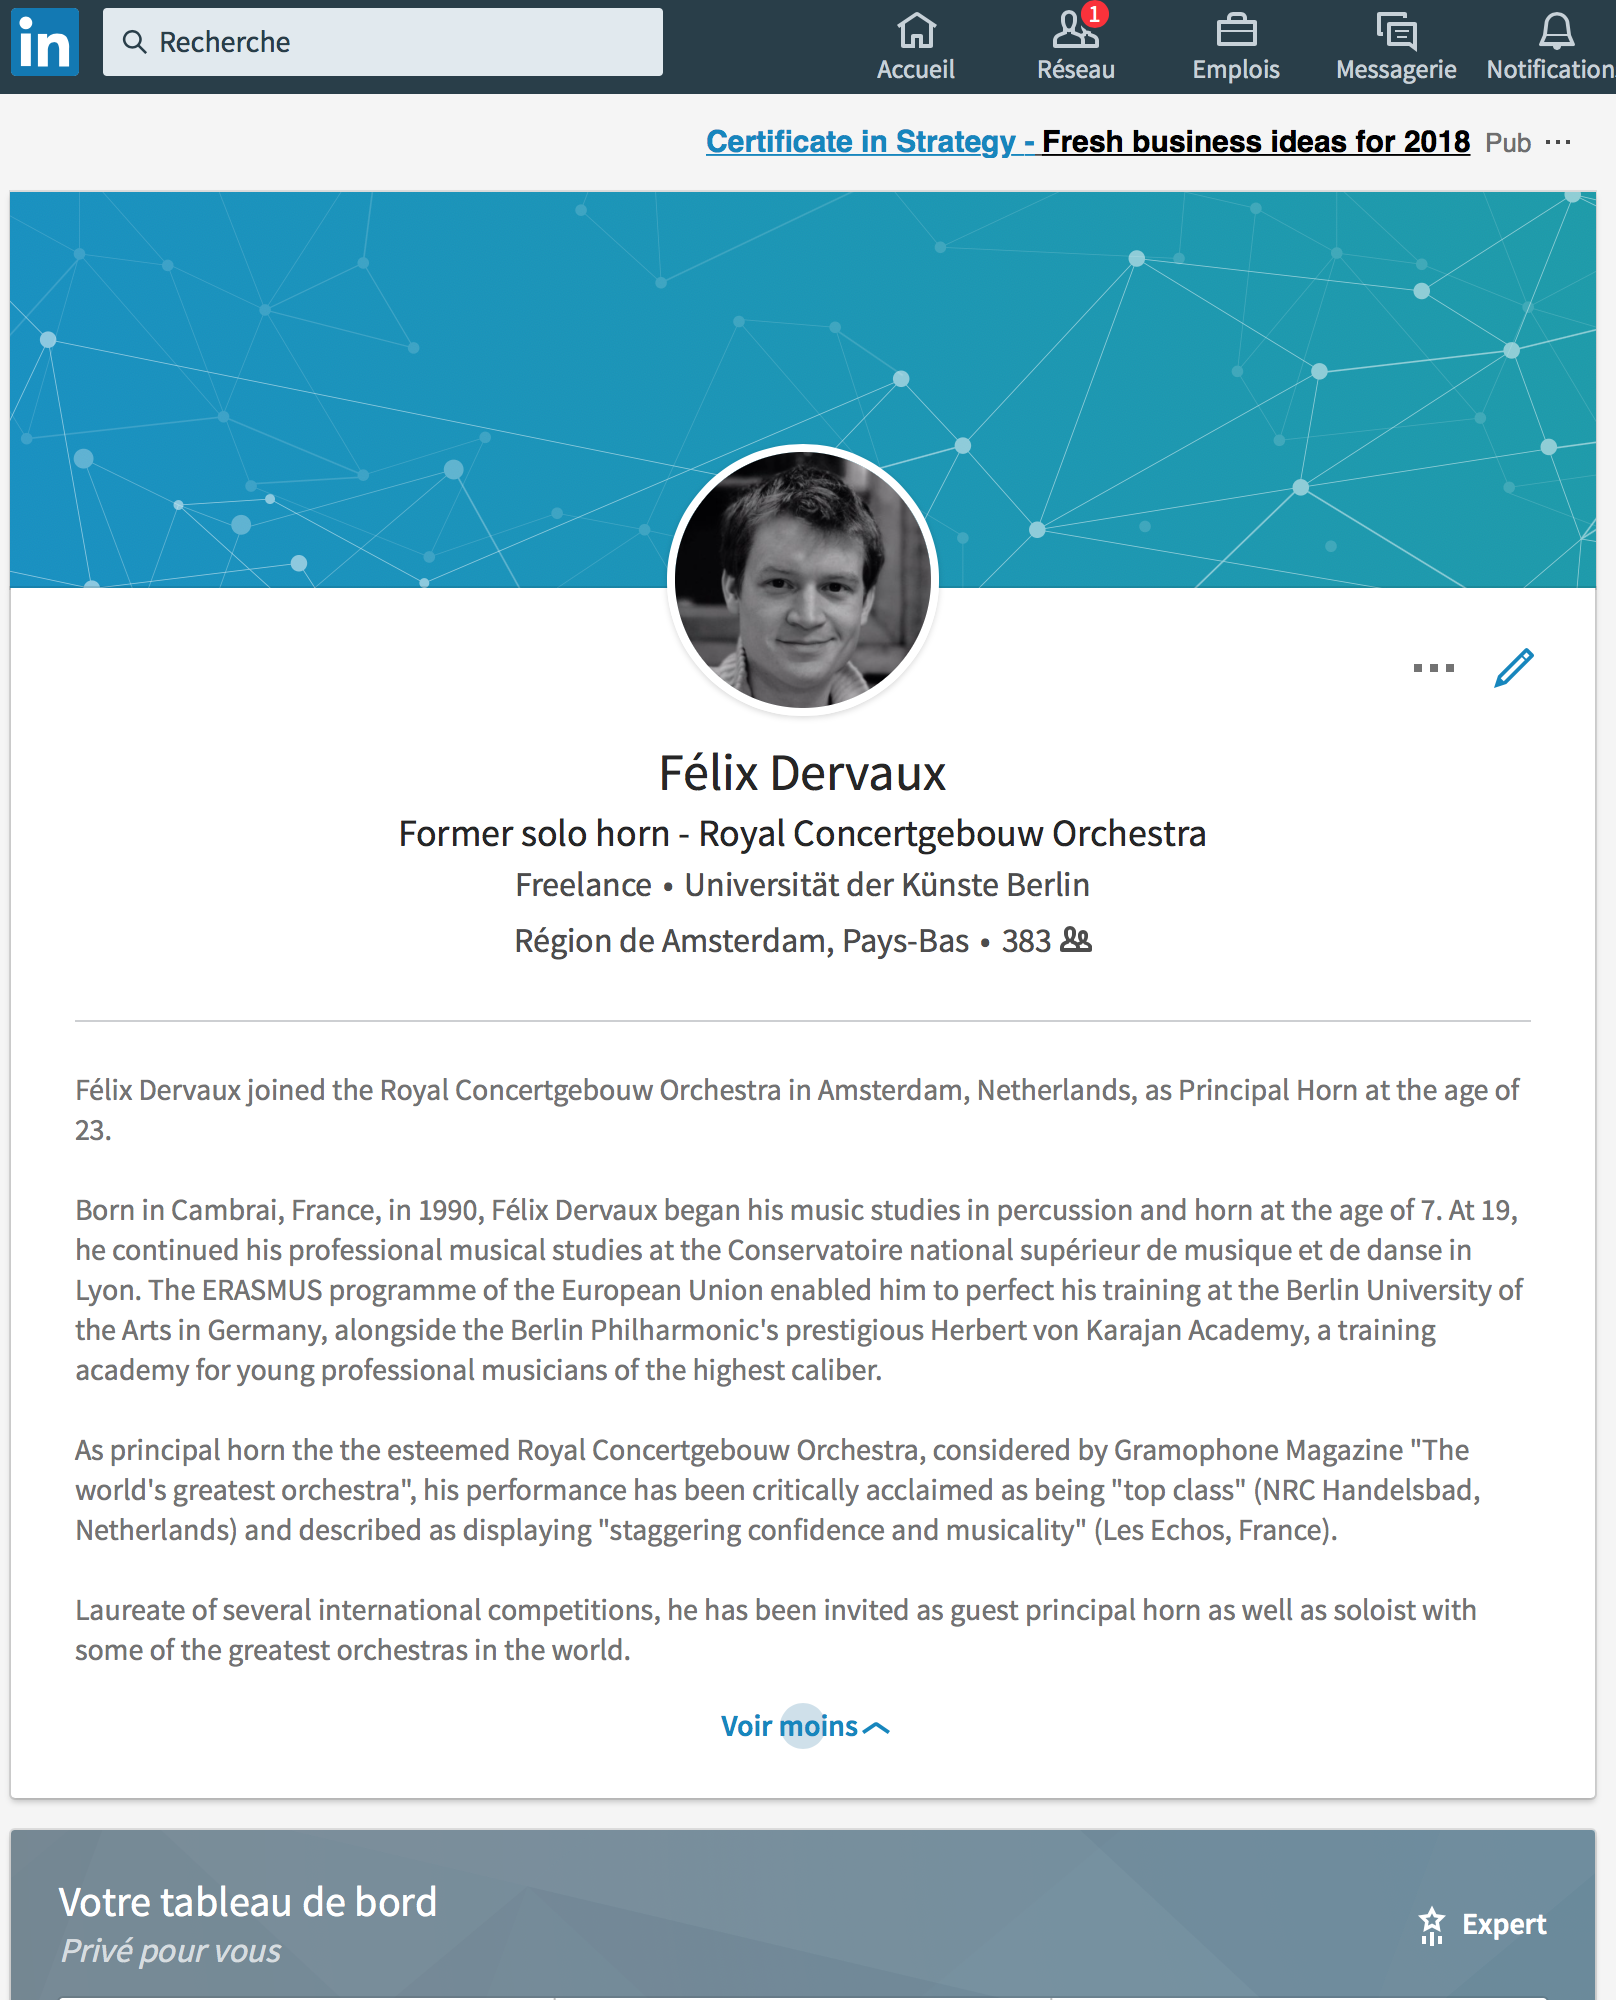 in
Recherche
Accueil
Réseau
1
Emplois
Messagerie
Notification
Certificate in Strategy - Fresh business ideas for 2018 Pub ...
Félix Dervaux
Former solo horn - Royal Concertgebouw Orchestra
Freelance • Universität der Künste Berlin
Région de Amsterdam, Pays-Bas • 383
Félix Dervaux joined the Royal Concertgebouw Orchestra in Amsterdam, Netherlands, as Principal Horn at the age of
23.
Born in Cambrai, France, in 1990, Félix Dervaux began his music studies in percussion and horn at the age of 7. At 19,
he continued his professional musical studies at the Conservatoire national supérieur de musique et de danse in
Lyon. The ERASMUS programme of the European Union enabled him to perfect his training at the Berlin University of
the Arts in Germany, alongside the Berlin Philharmonic's prestigious Herbert von Karajan Academy, a training
academy for young professional musicians of the highest caliber.
As principal horn the the esteemed Royal Concertgebouw Orchestra, considered by Gramophone Magazine "The
world's greatest orchestra", his performance has been critically acclaimed as being "top class" (NRC Handelsbad,
Netherlands) and described as displaying "staggering confidence and musicality" (Les Echos, France).
Laureate of several international competitions, he has been invited as guest principal horn as well as soloist with
some of the greatest orchestras in the world.
Voir moins
Votre tableau de bord
Privé pour vous
Expert